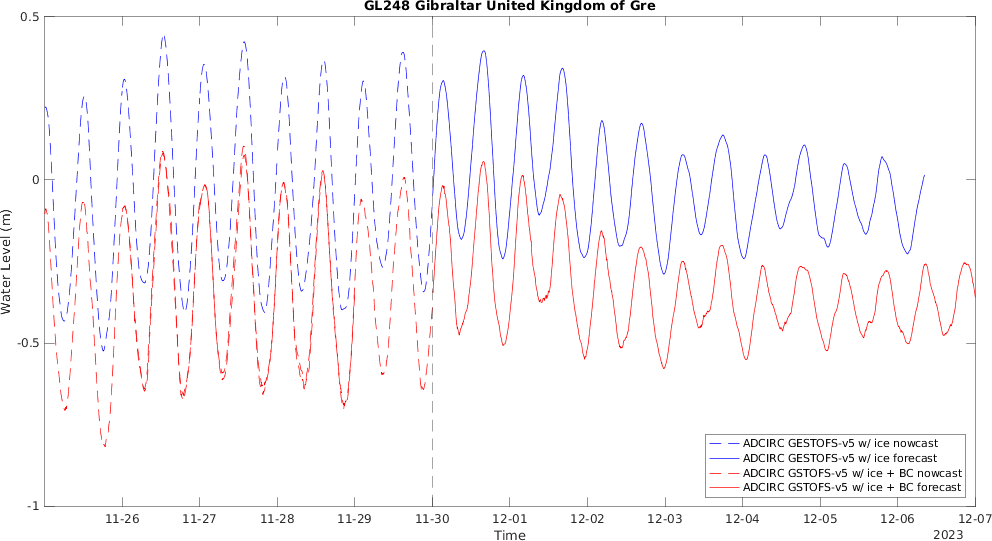 GL248 Gibraltar United Kingdom of Gre
0.5
0
-0.5
-1
Water Level (m)
11-26 11-27 11-28 11-29 11-30 12-01 12-02 12-03 12-04 12-05 12-06 12-07
Time
2023
ADCIRC GESTOFS-v5 w/ ice nowcast
ADCIRC GESTOFS-v5 w/ ice forecast
ADCIRC GSTOFS-v5 w/ ice + BC nowcast
ADCIRC GSTOFS-v5 w/ ice + BC forecast